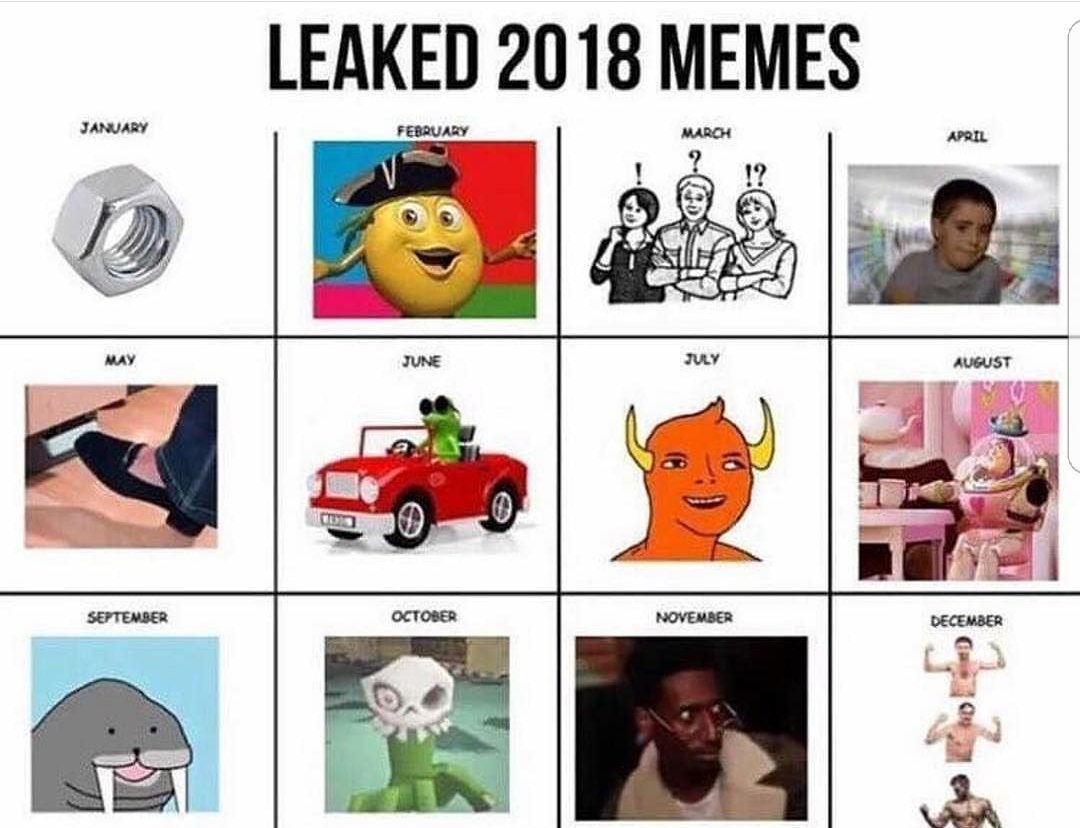 LEAKED 2018 MEMES
JANUARY
FEBRUARY
MARCH
APRIL
! ? !?
V
MAY
JUNE
JULY
AUGUST
SEPTEMBER
OCTOBER
NOVEMBER
DECEMBER